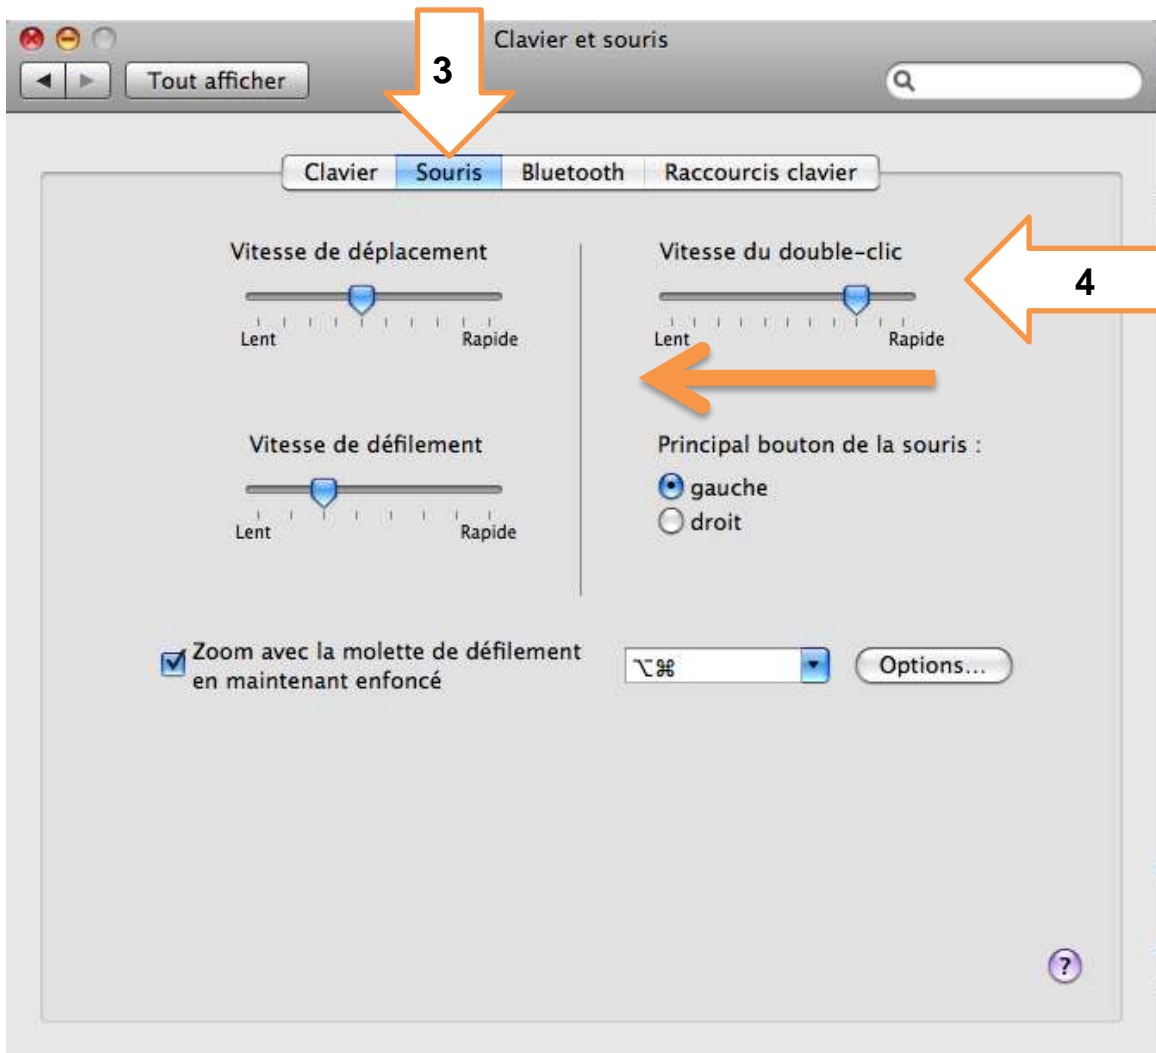 Clavier et souris
3
Tout afficher
Clavier Souris Bluetooth Raccourcis clavier
Vitesse de déplacement
Lent Rapide
Vitesse du double-clic
4
Lent Rapide
Vitesse de défilement
Lent Rapide
Principal bouton de la souris :
gauche
droit
Zoom avec la molette de défilement
en maintenant enfoncé
⌥⌘
Options...
?